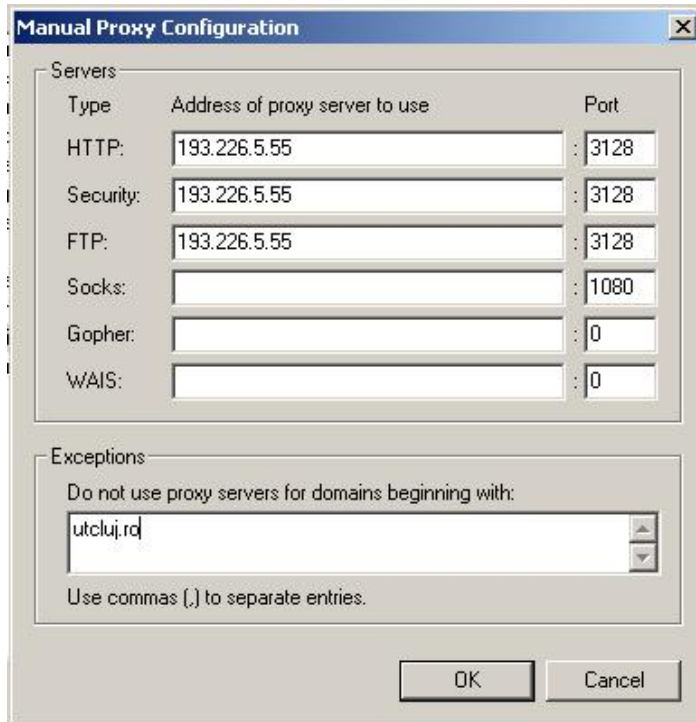 Manual Proxy Configuration
Servers
Type Address of proxy server to use Port
HTTP: 193.226.5.55 : 3128
Security: 193.226.5.55 : 3128
FTP: 193.226.5.55 : 3128
Socks: : 1080
Gopher: : 0
WAIS: : 0
Exceptions
Do not use proxy servers for domains beginning with:
utcluj.ro
Use commas (,) to separate entries.
OK Cancel